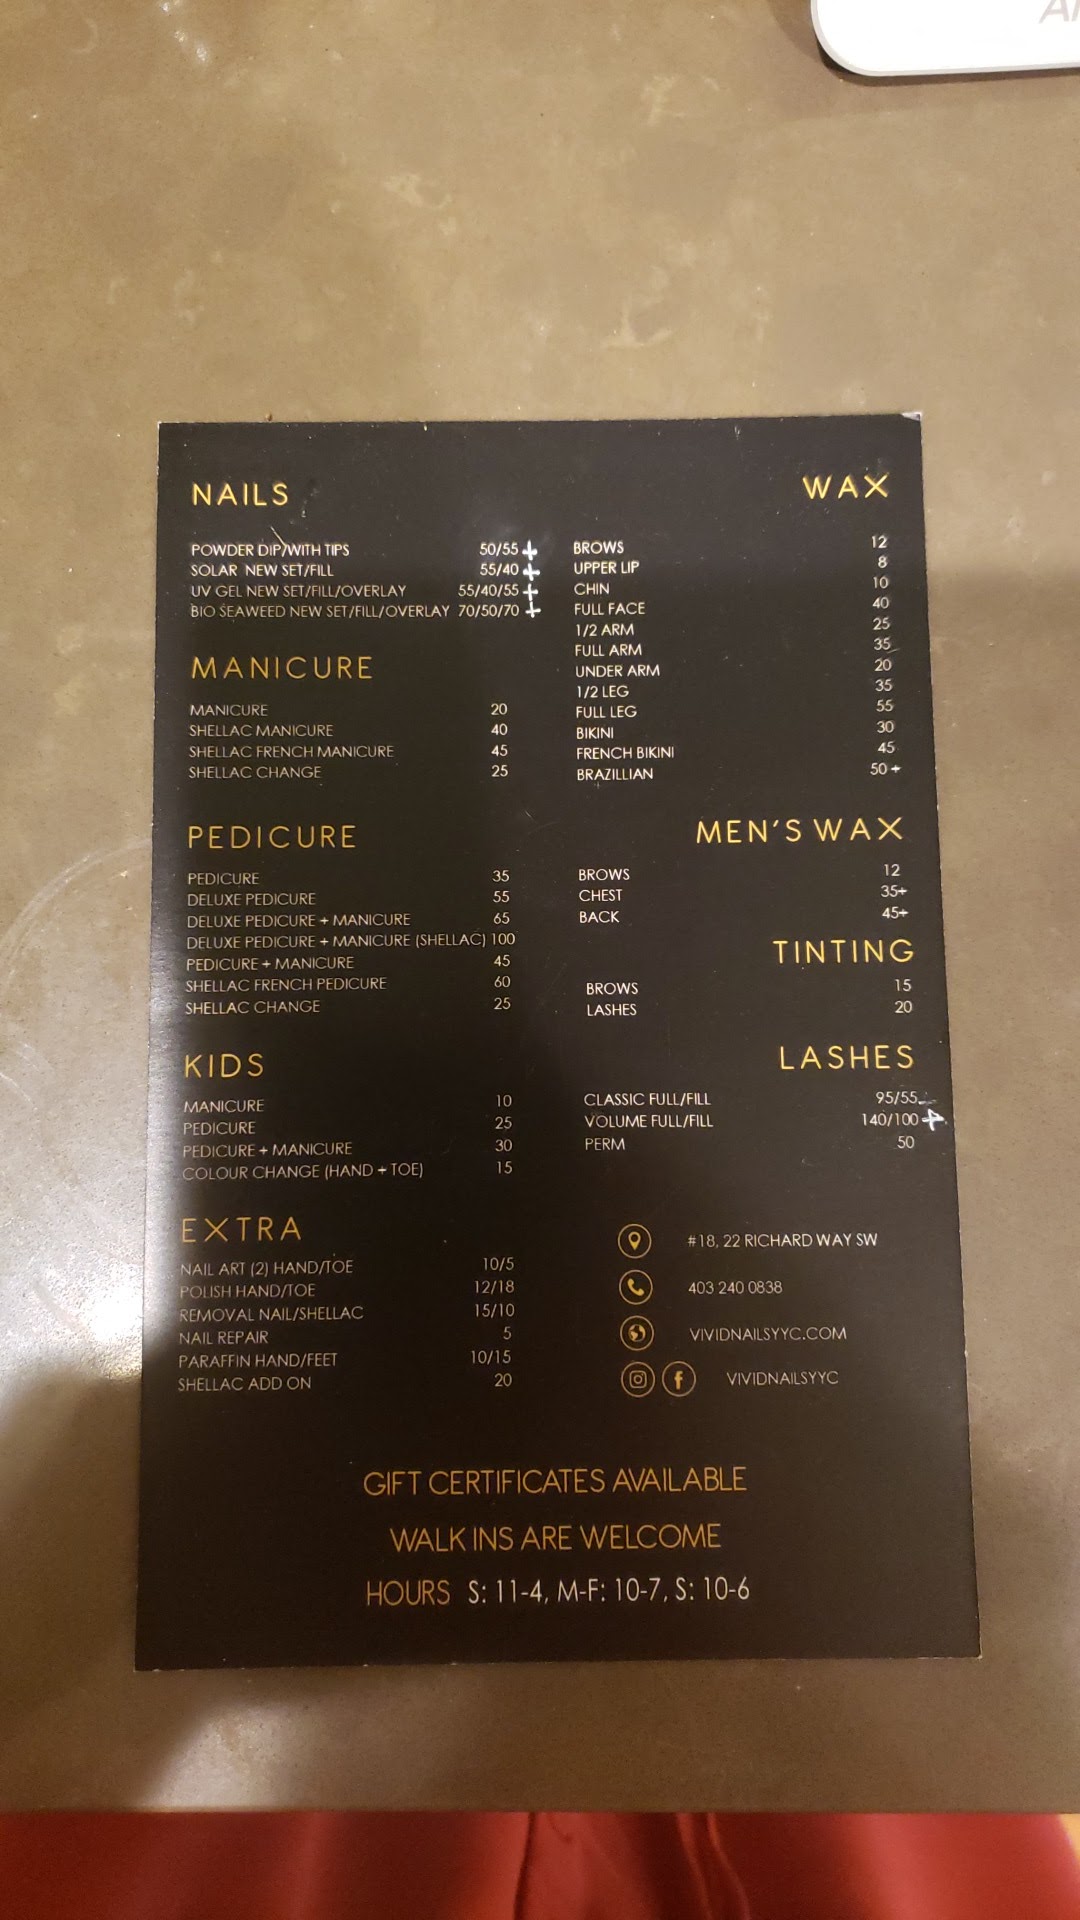 NAILS
POWDER DIP/WITH TIPS 50/55 +
SOLAR NEW SET/FILL 55/40 +
UV GEL NEW SET/FILL/OVERLAY 55/40/55 +
BIO SEAWEED NEW SET/FILL/OVERLAY 70/50/70 +
MANICURE
MANICURE 20
SHELLAC MANICURE 40
SHELLAC FRENCH MANICURE 45
SHELLAC CHANGE 25
PEDICURE
PEDICURE 35
DELUXE PEDICURE 55
DELUXE PEDICURE + MANICURE 65
DELUXE PEDICURE + MANICURE (SHELLAC) 100
PEDICURE + MANICURE 45
SHELLAC FRENCH PEDICURE 60
SHELLAC CHANGE 25
KIDS
MANICURE 10
PEDICURE 25
PEDICURE + MANICURE 30
COLOUR CHANGE (HAND + TOE) 15
EXTRA
NAIL ART (2) HAND/TOE 10/5
POLISH HAND/TOE 12/18
REMOVAL NAIL/SHELLAC 15/10
NAIL REPAIR 5
PARAFFIN HAND/FEET 10/15
SHELLAC ADD ON 20
WAX
BROWS 12
UPPER LIP 8
CHIN 10
FULL FACE 40
1/2 ARM 25
FULL ARM 35
UNDER ARM 20
1/2 LEG 35
FULL LEG 55
BIKINI 30
FRENCH BIKINI 45
BRAZILLIAN 50 +
MEN'S WAX
BROWS 12
CHEST 35+
BACK 45+
TINTING
BROWS 15
LASHES 20
LASHES
CLASSIC FULL/FILL 95/55
VOLUME FULL/FILL 140/100 +
PERM 50
#18, 22 RICHARD WAY SW
403 240 0838
VIVIDNAILSYYC.COM
VIVIDNAILSYYC
GIFT CERTIFICATES AVAILABLE
WALK INS ARE WELCOME
HOURS S: 11-4, M-F: 10-7, S: 10-6